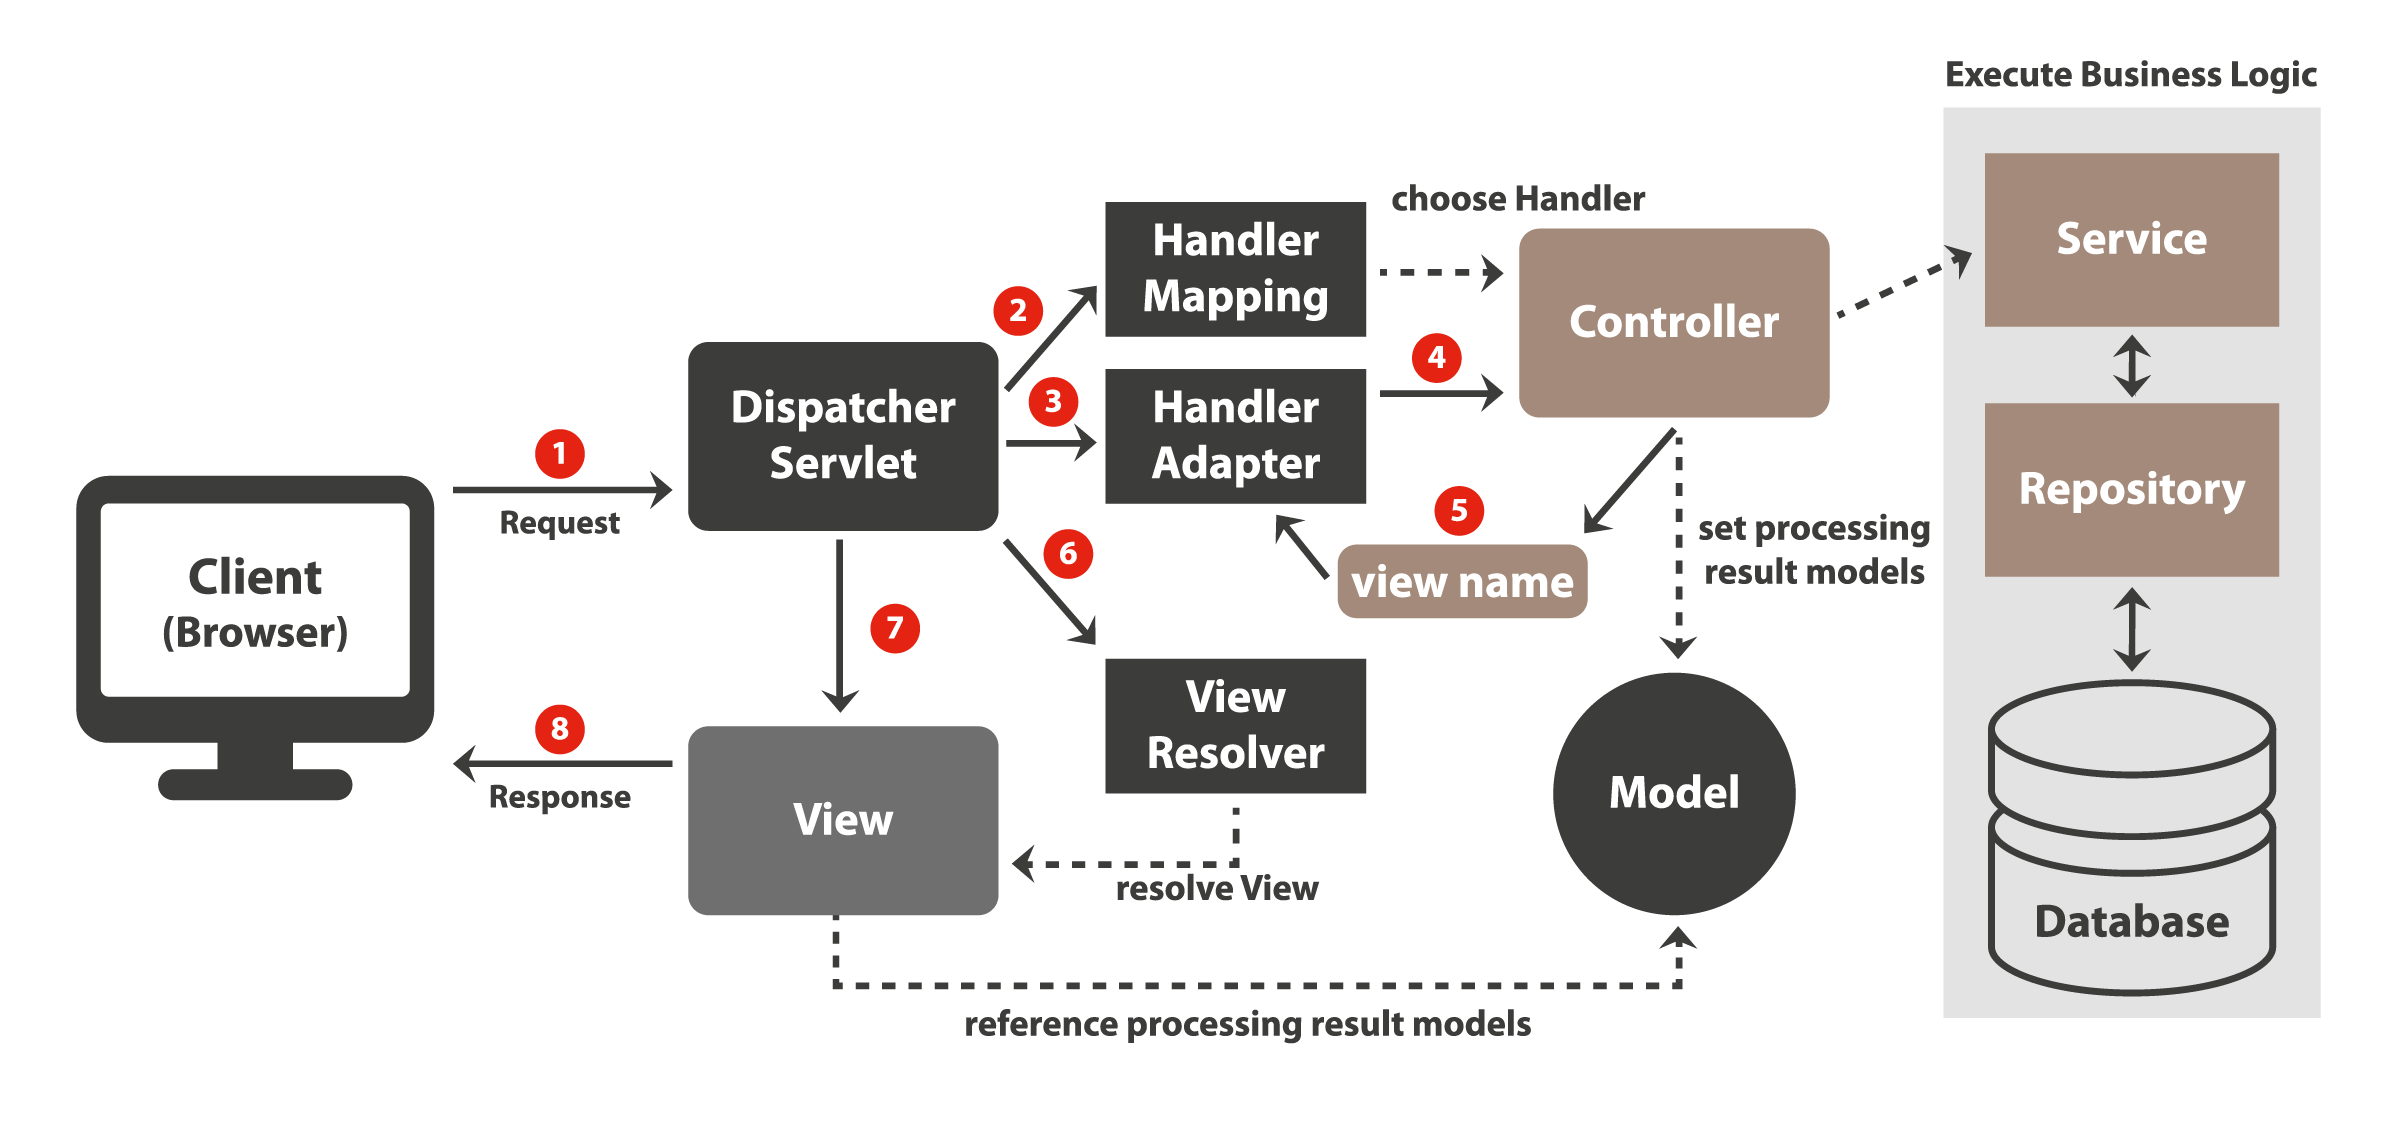 Execute Business Logic
Service
Repository
Database
choose Handler
Handler
Mapping
Controller
2
4
3
Handler
Adapter
Dispatcher
Servlet
1
Request
Client
(Browser)
5
view name
set processing
result models
6
7
View
Resolver
Model
8
Response
View
resolve View
reference processing result models